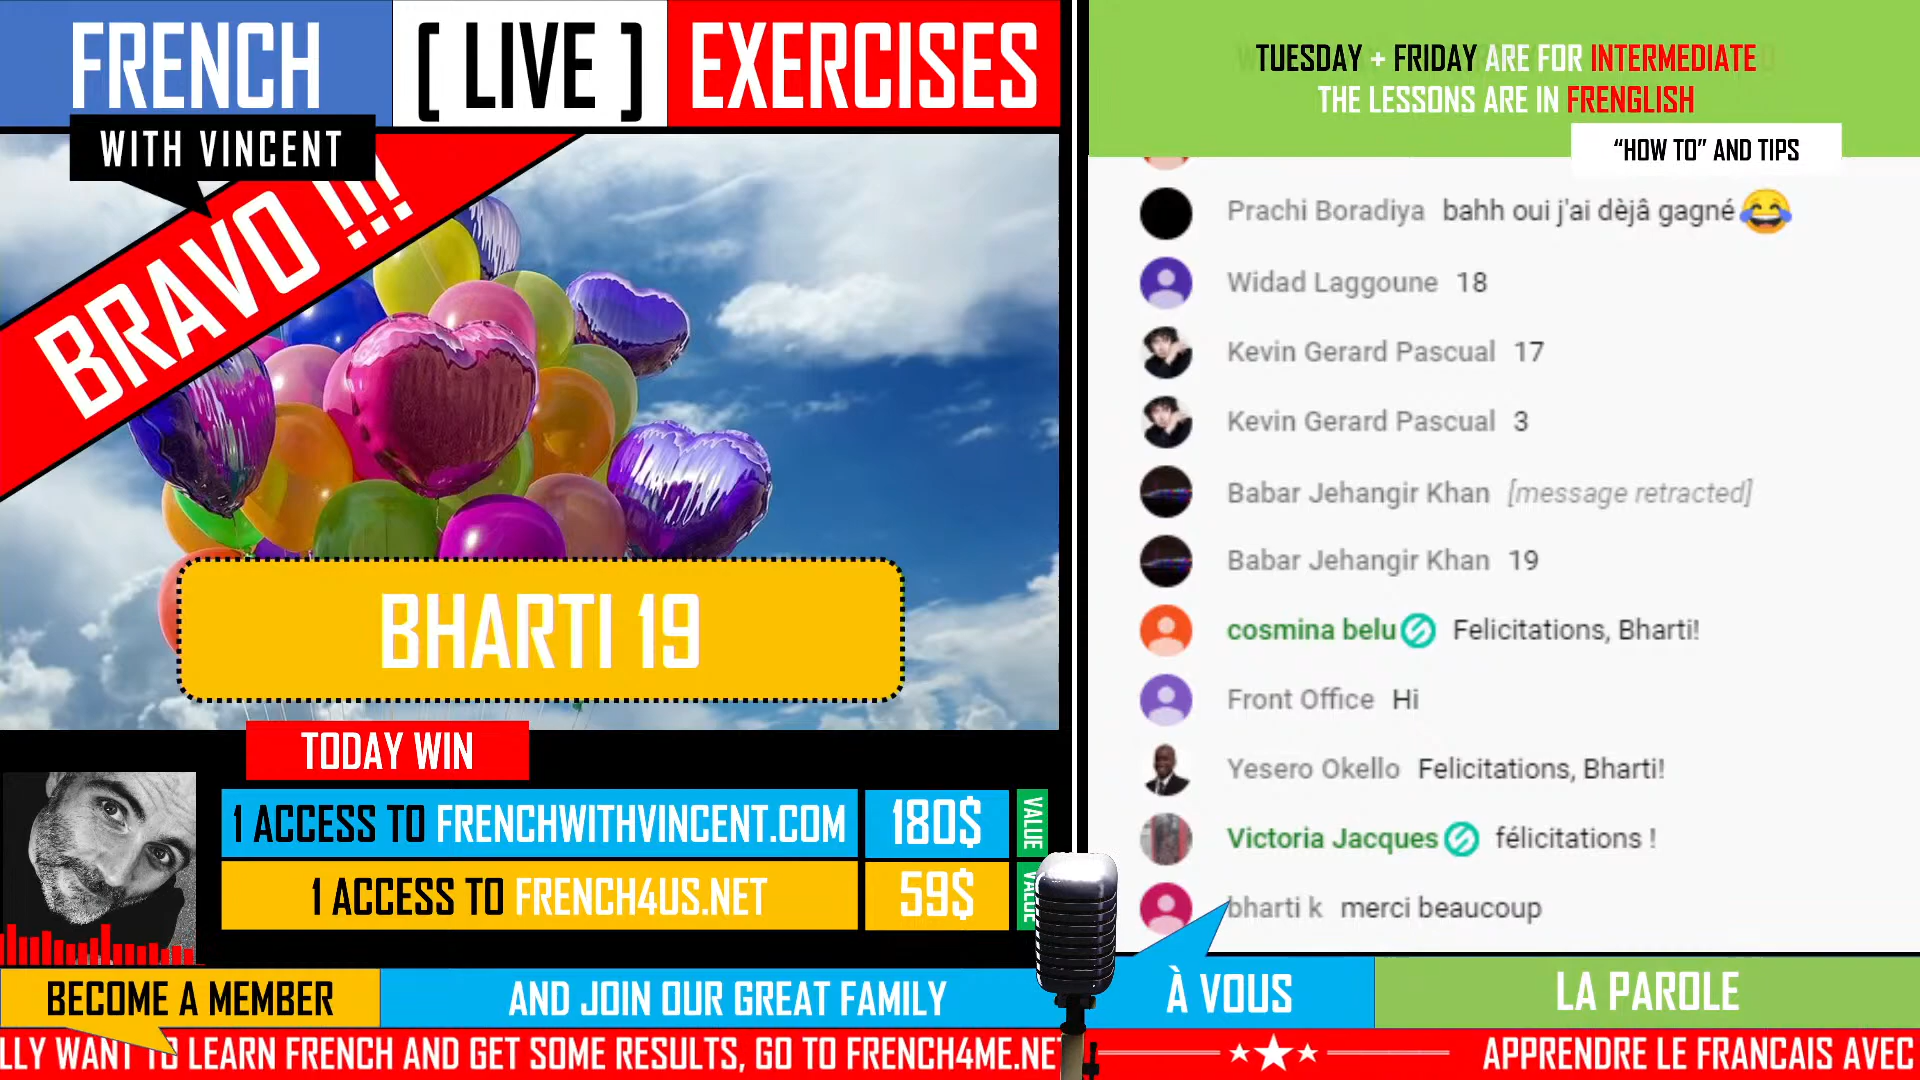 FRENCH [ LIVE ] EXERCISES
WITH VINCENT
BRAVO !!!
BHARTI 19
TODAY WIN
1 ACCESS TO FRENCHWITHVINCENT.COM 180$ VALUE
1 ACCESS TO FRENCH4US.NET 59$ VALUE
BECOME A MEMBER AND JOIN OUR GREAT FAMILY
TUESDAY + FRIDAY ARE FOR INTERMEDIATE
THE LESSONS ARE IN FRENGLISH
“HOW TO” AND TIPS
Prachi Boradiya bahh oui j'ai dèjâ gagné😂
Widad Laggoune 18
Kevin Gerard Pascual 17
Kevin Gerard Pascual 3
Babar Jehangir Khan [message retracted]
Babar Jehangir Khan 19
cosmina belu Felicitations, Bharti!
Front Office Hi
Yesero Okello Felicitations, Bharti!
Victoria Jacques félicitations !
bharti k merci beaucoup
À VOUS LA PAROLE
LLY WANT TO LEARN FRENCH AND GET SOME RESULTS, GO TO FRENCH4ME.NET
APPRENDRE LE FRANCAIS AVEC